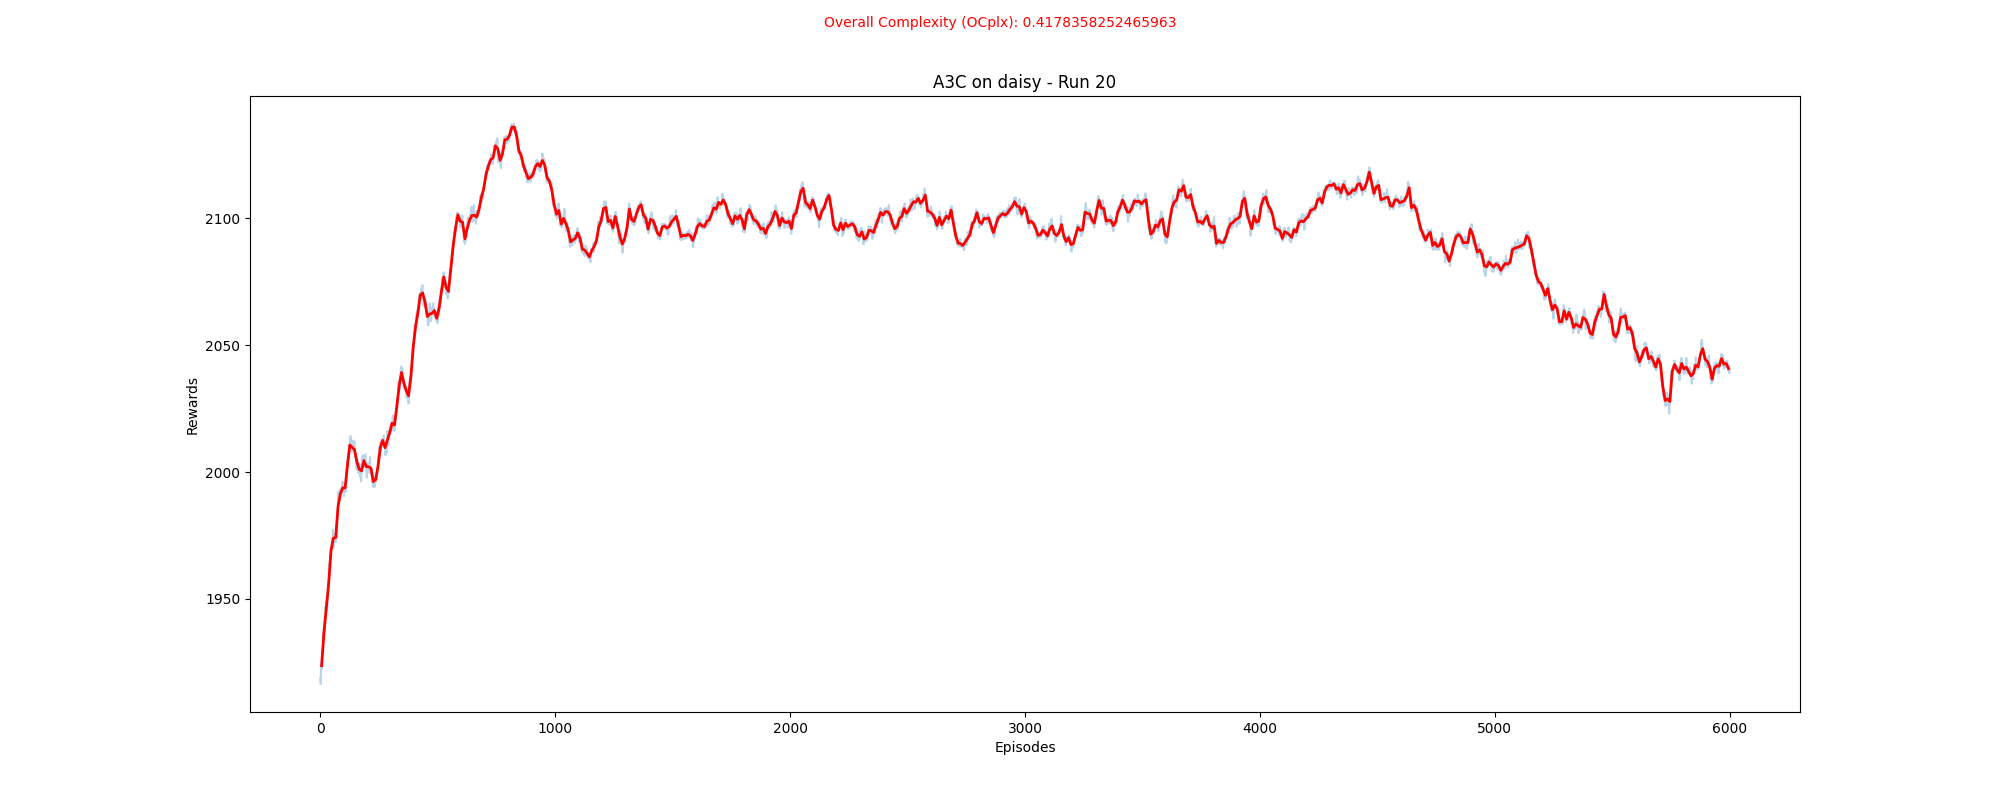 Overall Complexity (OCplx): 0.4178358252465963
A3C on daisy - Run 20
2100
2050
2000
1950
Rewards
0 1000 2000 3000 4000 5000 6000
Episodes